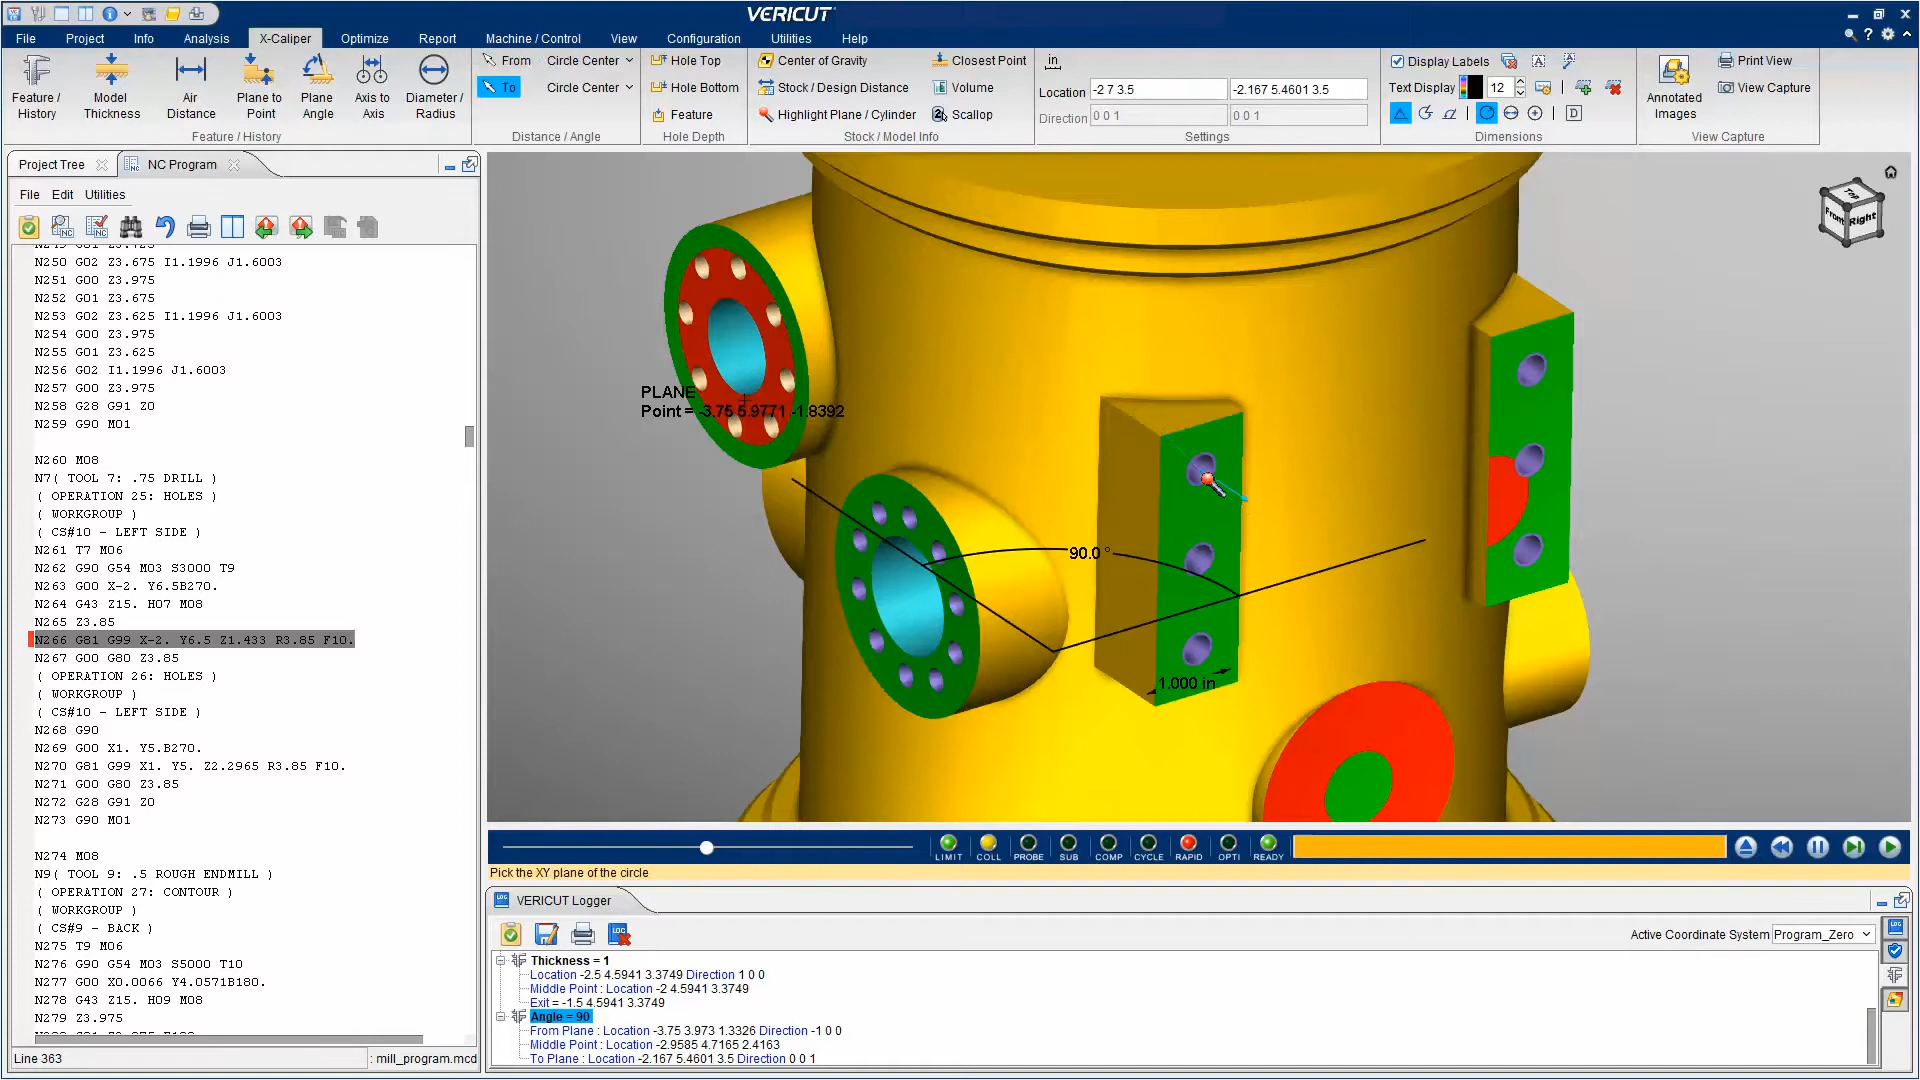 VERICUT
File Project Info Analysis X-Caliper Optimize Report Machine / Control View Configuration Utilities Help
Feature / History
Model Thickness
Air Distance
Plane to Point
Plane Angle
Axis to Axis
Diameter / Radius
Feature / History
From Circle Center
To Circle Center
Distance / Angle
Hole Top
Hole Bottom
Feature
Hole Depth
Center of Gravity
Stock / Design Distance
Highlight Plane / Cylinder
Closest Point
Volume
Scallop
Stock / Model Info
in
Location -2 7 3.5 -2.167 5.4601 3.5
Direction 0 0 1 0 0 1
Settings
Display Labels
Text Display 12
Dimensions
Annotated Images
Print View
View Capture
View Capture
Project Tree NC Program
File Edit Utilities
N250 G02 Z3.675 I1.1996 J1.6003
N251 G00 Z3.975
N252 G01 Z3.675
N253 G02 Z3.625 I1.1996 J1.6003
N254 G00 Z3.975
N255 G01 Z3.625
N256 G02 I1.1996 J1.6003
N257 G00 Z3.975
N258 G28 G91 Z0
N259 G90 M01
N260 M08
N7( TOOL 7: .75 DRILL )
( OPERATION 25: HOLES )
( WORKGROUP )
( CS#10 - LEFT SIDE )
N261 T7 M06
N262 G90 G54 M03 S3000 T9
N263 G00 X-2. Y6.5B270.
N264 G43 Z15. H07 M08
N265 Z3.85
N266 G81 G99 X-2. Y6.5 Z1.433 R3.85 F10.
N267 G00 G80 Z3.85
( OPERATION 26: HOLES )
( WORKGROUP )
( CS#10 - LEFT SIDE )
N268 G90
N269 G00 X1. Y5.B270.
N270 G81 G99 X1. Y5. Z2.2965 R3.85 F10.
N271 G00 G80 Z3.85
N272 G28 G91 Z0
N273 G90 M01
N274 M08
N9( TOOL 9: .5 ROUGH ENDMILL )
( OPERATION 27: CONTOUR )
( WORKGROUP )
( CS#9 - BACK )
N275 T9 M06
N276 G90 G54 M03 S5000 T10
N277 G00 X0.0066 Y4.0571B180.
N278 G43 Z15. H09 M08
N279 Z3.975
Line 363 : mill_program.mcd
Top
Front
Right
PLANE
Point = -3.75 5.9771 -1.8392
90.0 °
1.000 in
LIMIT COLL PROBE SUB COMP CYCLE RAPID OPTI READY
Pick the XY plane of the circle
VERICUT Logger
Active Coordinate System Program_Zero
Thickness = 1
Location -2.5 4.5941 3.3749 Direction 1 0 0
Middle Point : Location -2 4.5941 3.3749
Exit = -1.5 4.5941 3.3749
Angle = 90
From Plane : Location -3.75 3.973 1.3326 Direction -1 0 0
Middle Point : Location -2.9585 4.7165 2.4163
To Plane : Location -2.167 5.4601 3.5 Direction 0 0 1